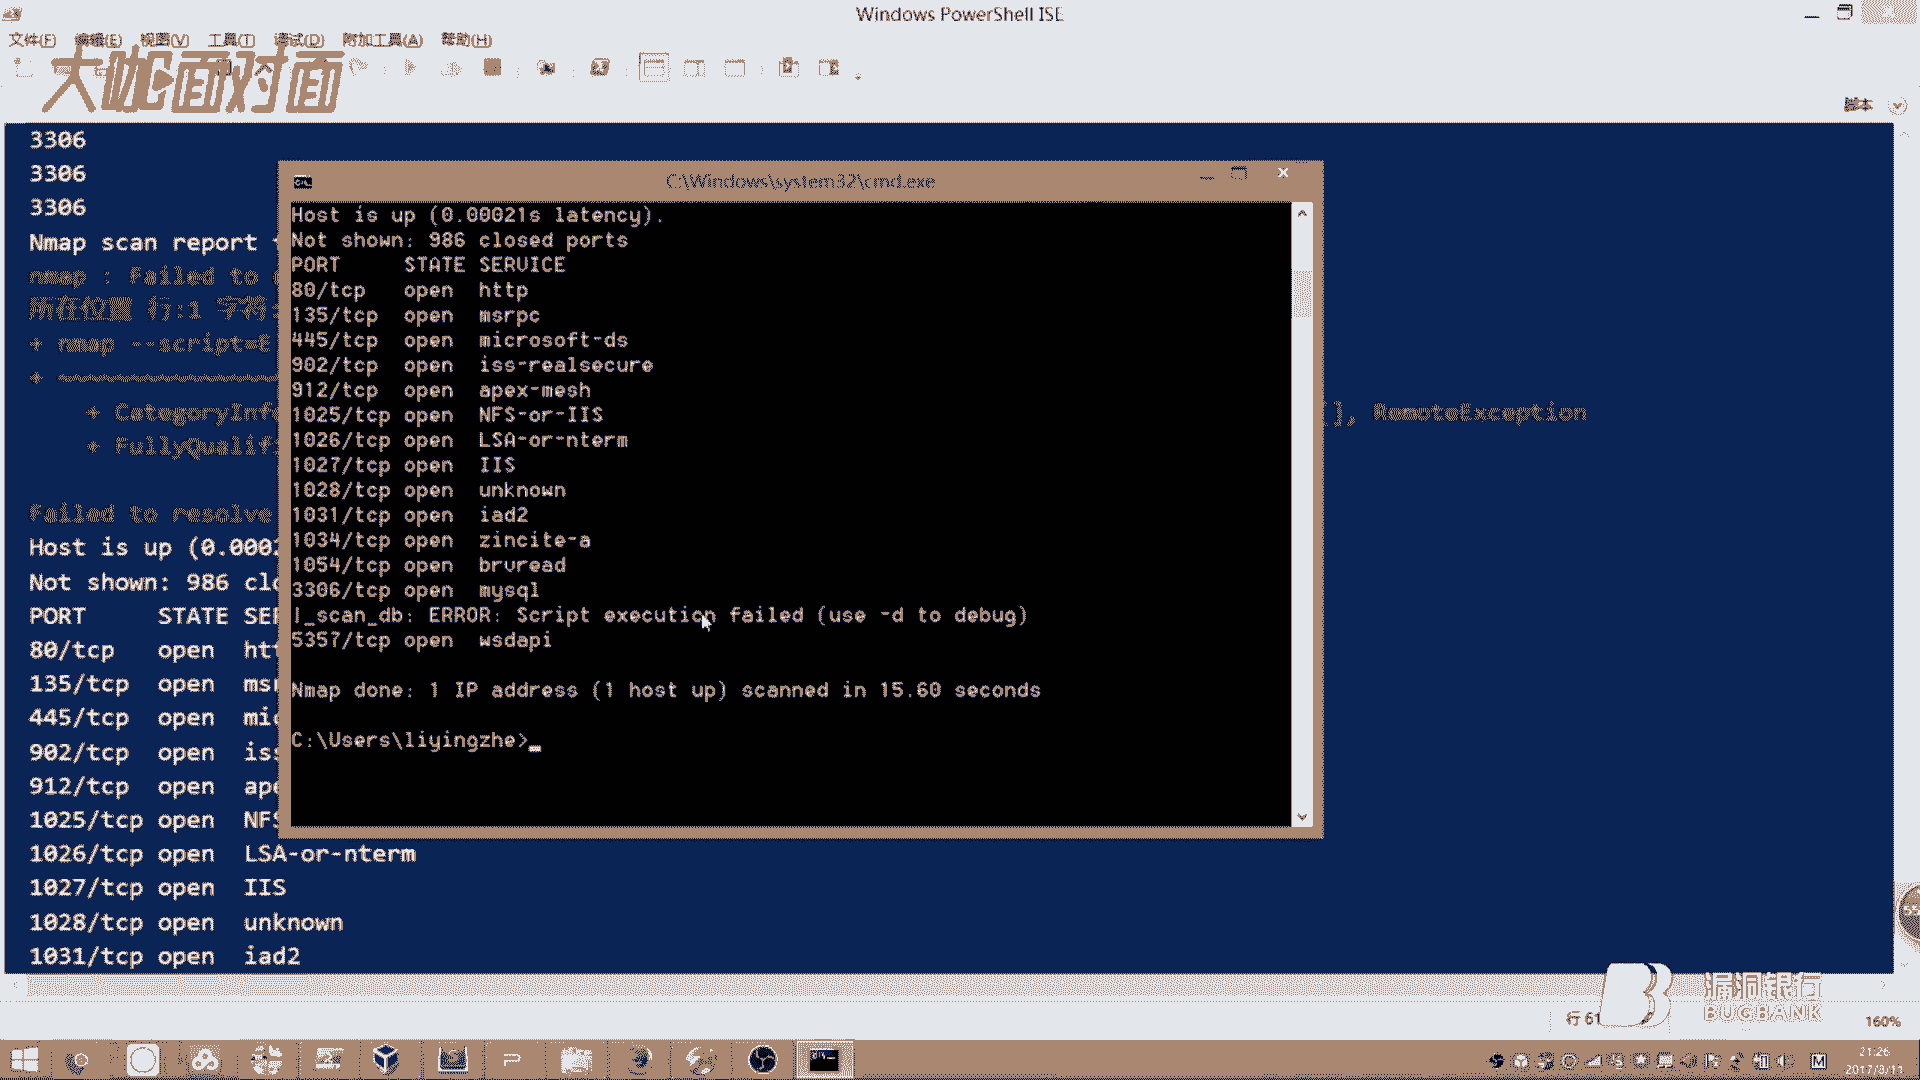 Windows PowerShell ISE
文件(F) 编辑(E) 视图(V) 工具(T) 调试(D) 附加工具(A) 帮助(H)
大咖面对面
脚本
3306
3306
3306
Nmap scan report
nmap : Failed to
所在位置 行:1 字符
+ nmap --script=E
+ ~~~~~~~~~~~~~~~
+ CategoryInf
], RemoteException
+ FullyQualif
Failed to resolve
Host is up (0.000
Not shown: 986 clo
PORT STATE SER
80/tcp open htt
135/tcp open msr
445/tcp open mic
902/tcp open iss
912/tcp open ape
1025/tcp open NFS
1026/tcp open LSA-or-nterm
1027/tcp open IIS
1028/tcp open unknown
1031/tcp open iad2
C:\Windows\system32\cmd.exe
Host is up (0.00021s latency).
Not shown: 986 closed ports
PORT STATE SERVICE
80/tcp open http
135/tcp open msrpc
445/tcp open microsoft-ds
902/tcp open iss-realsecure
912/tcp open apex-mesh
1025/tcp open NFS-or-IIS
1026/tcp open LSA-or-nterm
1027/tcp open IIS
1028/tcp open unknown
1031/tcp open iad2
1034/tcp open zincite-a
1054/tcp open brvread
3306/tcp open mysql
|_scan_db: ERROR: Script execution failed (use -d to debug)
5357/tcp open wsdapi
Nmap done: 1 IP address (1 host up) scanned in 15.60 seconds
C:\Users\liyingzhe>
漏洞银行
BUGBANK
行 61
160%
21:26
2017/8/11